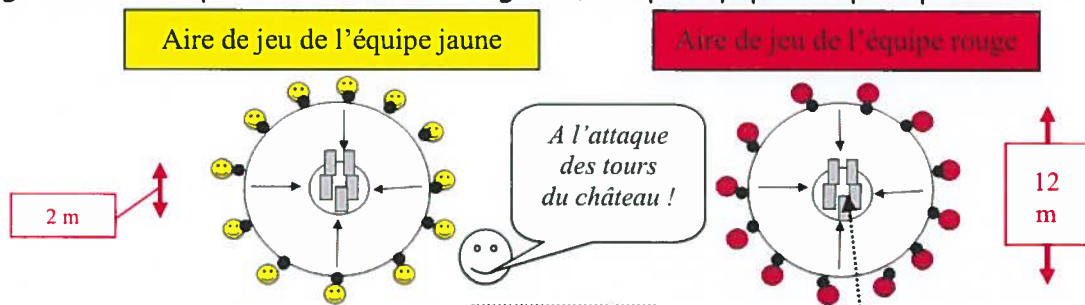 Aire de jeu de l'équipe jaune
Aire de jeu de l'équipe rouge
A l'attaque
des tours
du château !
2 m
12
m